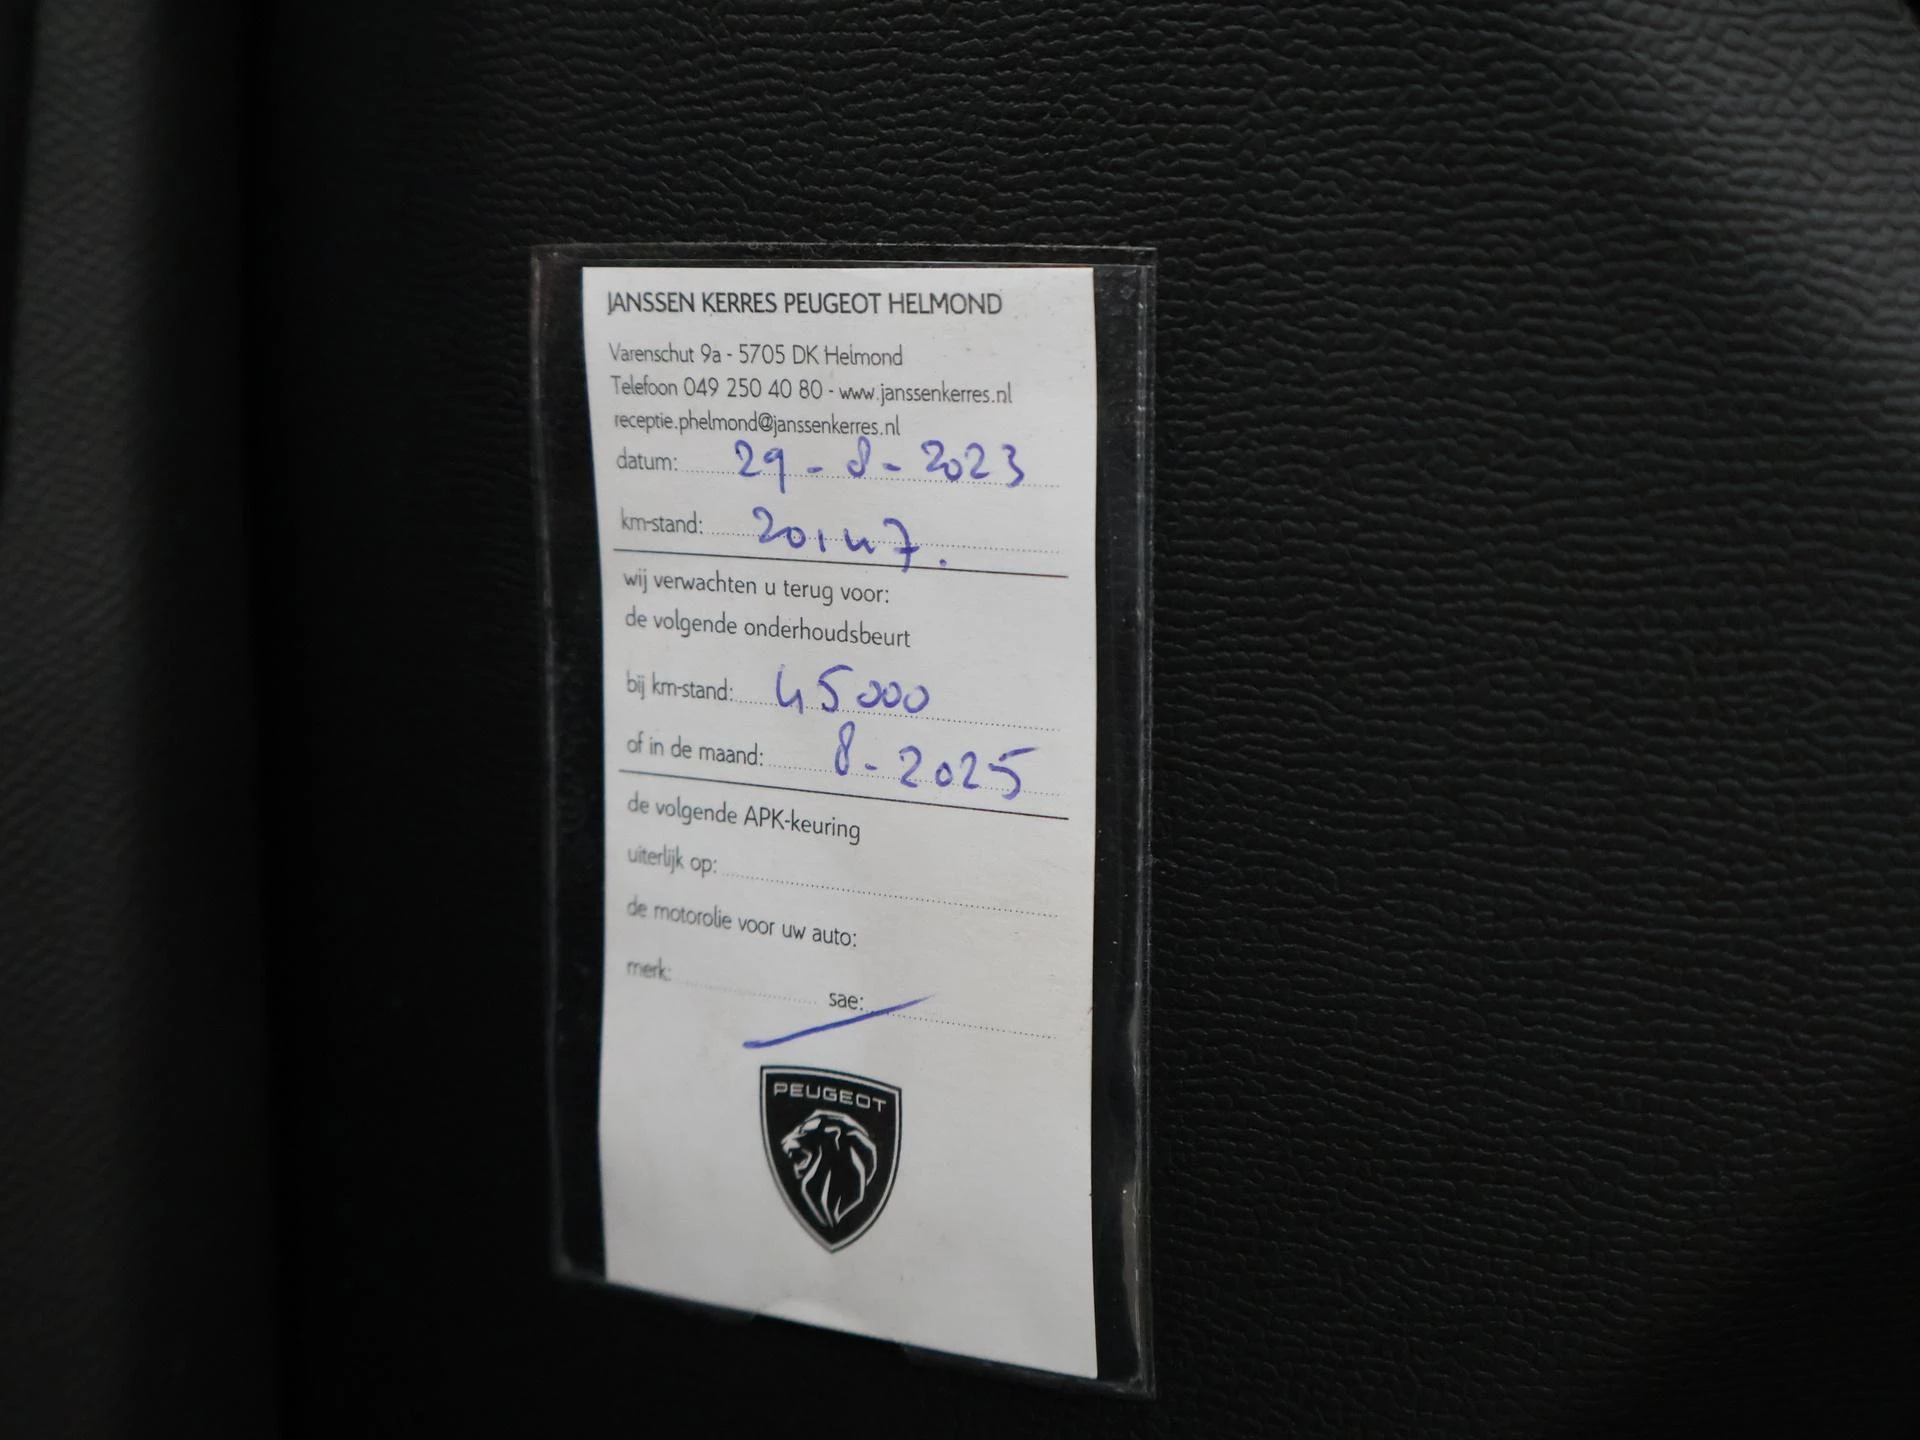 JANSSEN KERRES PEUGEOT HELMOND
Varenschut 9a - 5705 DK Helmond
Telefoon 049 250 40 80 - www.janssenkerres.nl
receptie.phelmond@janssenkerres.nl
datum: 29-8-2023
km-stand: 20147.
wij verwachten u terug voor:
de volgende onderhoudsbeurt
bij km-stand: 45000
of in de maand: 8-2025
de volgende APK-keuring
uiterlijk op:
de motorolie voor uw auto:
merk: sae:
PEUGEOT